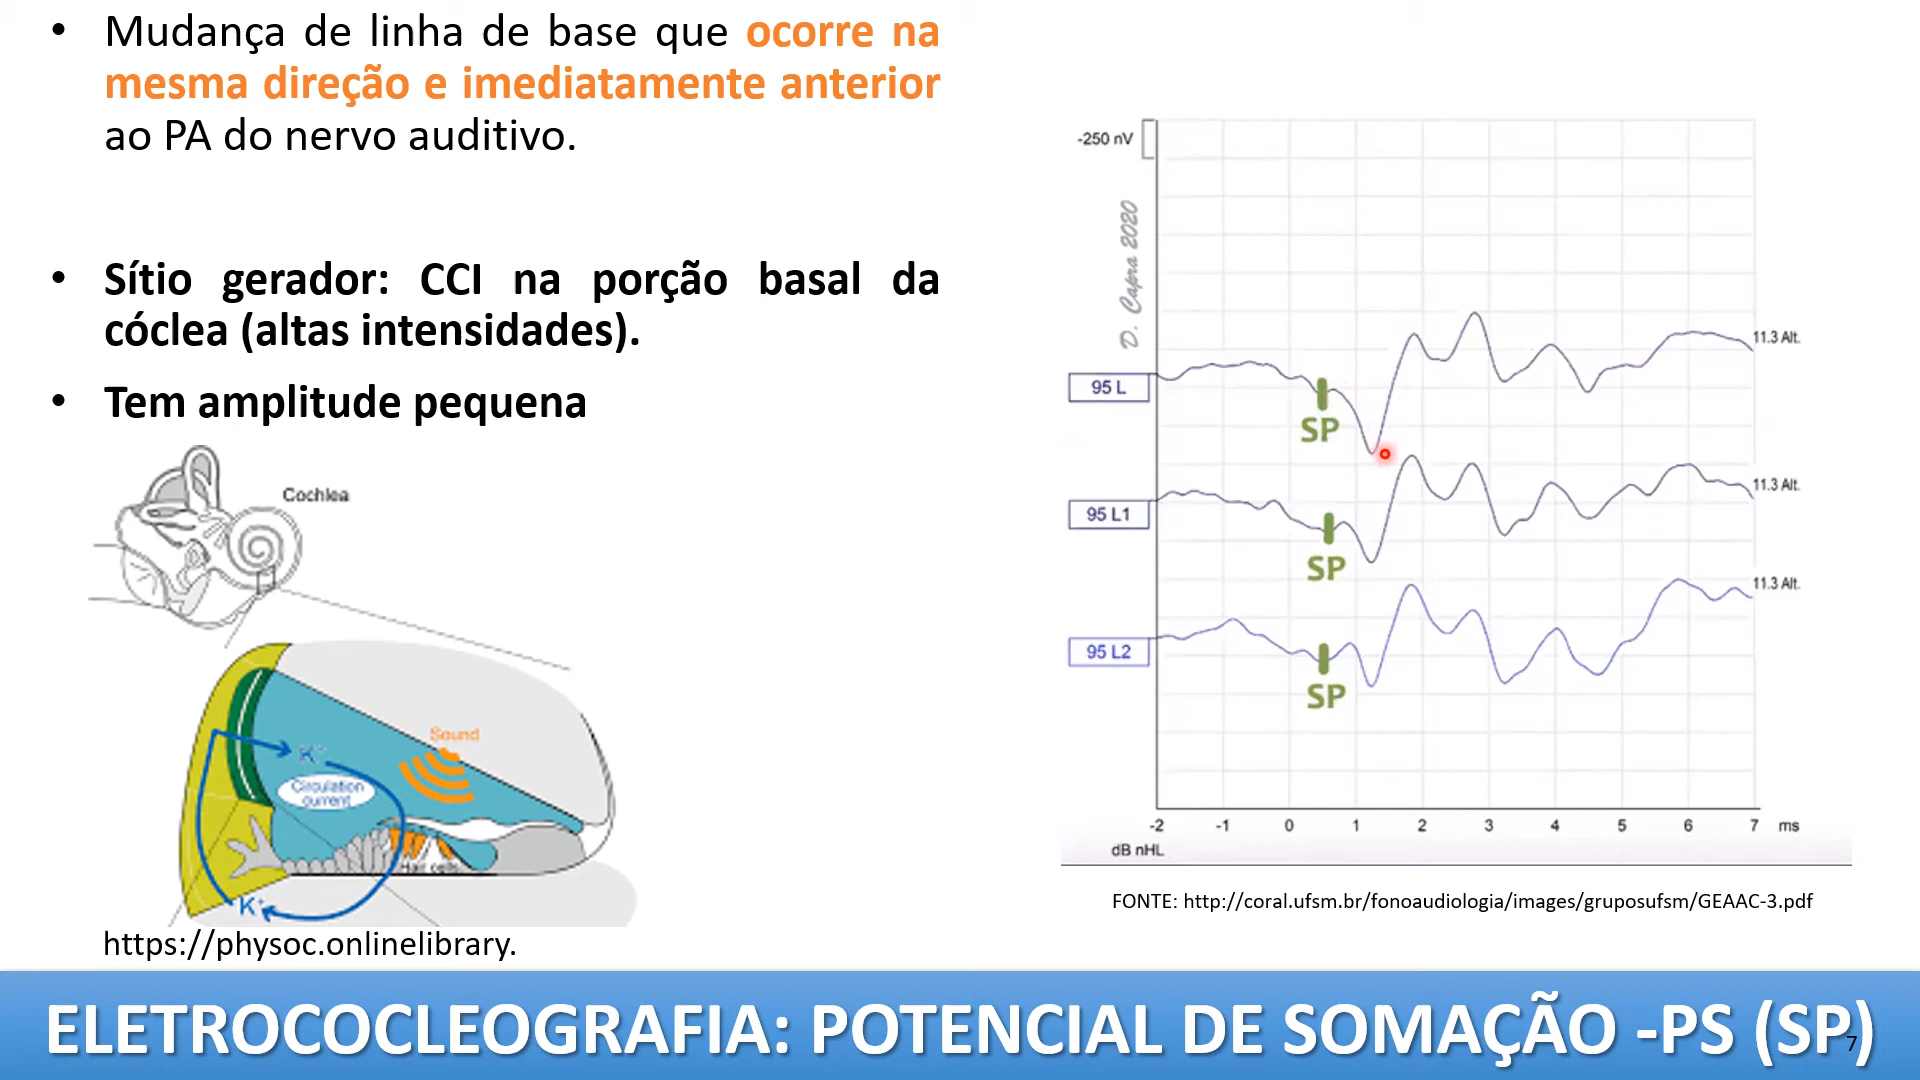 • Mudança de linha de base que ocorre na
mesma direção e imediatamente anterior
ao PA do nervo auditivo.
• Sítio gerador: CCI na porção basal da
cóclea (altas intensidades).
• Tem amplitude pequena
Cochlea
Sound
K⁺
Circulation
current
Hair cells
K⁺
https://physoc.onlinelibrary.
-250 nV
D. Capra 2020
11.3 Alt.
95 L
SP
11.3 Alt.
95 L1
SP
11.3 Alt.
95 L2
SP
-2 -1 0 1 2 3 4 5 6 7 ms
dB nHL
FONTE: http://coral.ufsm.br/fonoaudiologia/images/gruposufsm/GEAAC-3.pdf
ELETROCOCLEOGRAFIA: POTENCIAL DE SOMAÇÃO -PS (SP)
7